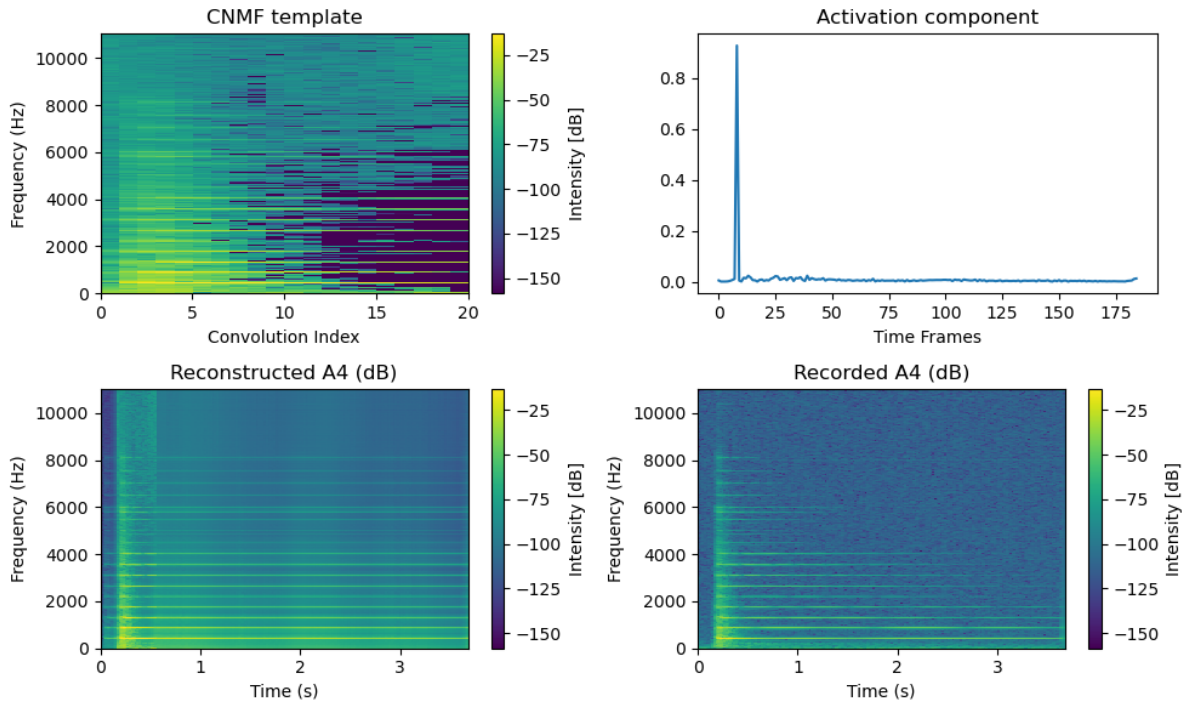 CNMF template
Frequency (Hz)
10000
8000
6000
4000
2000
0
0 5 10 15 20
Convolution Index
−25
−50
−75
−100
−125
−150
Intensity [dB]
Activation component
0.8
0.6
0.4
0.2
0.0
0 25 50 75 100 125 150 175
Time Frames
Reconstructed A4 (dB)
Frequency (Hz)
10000
8000
6000
4000
2000
0
0 1 2 3
Time (s)
−25
−50
−75
−100
−125
−150
Intensity [dB]
Recorded A4 (dB)
Frequency (Hz)
10000
8000
6000
4000
2000
0
0 1 2 3
Time (s)
−25
−50
−75
−100
−125
−150
Intensity [dB]